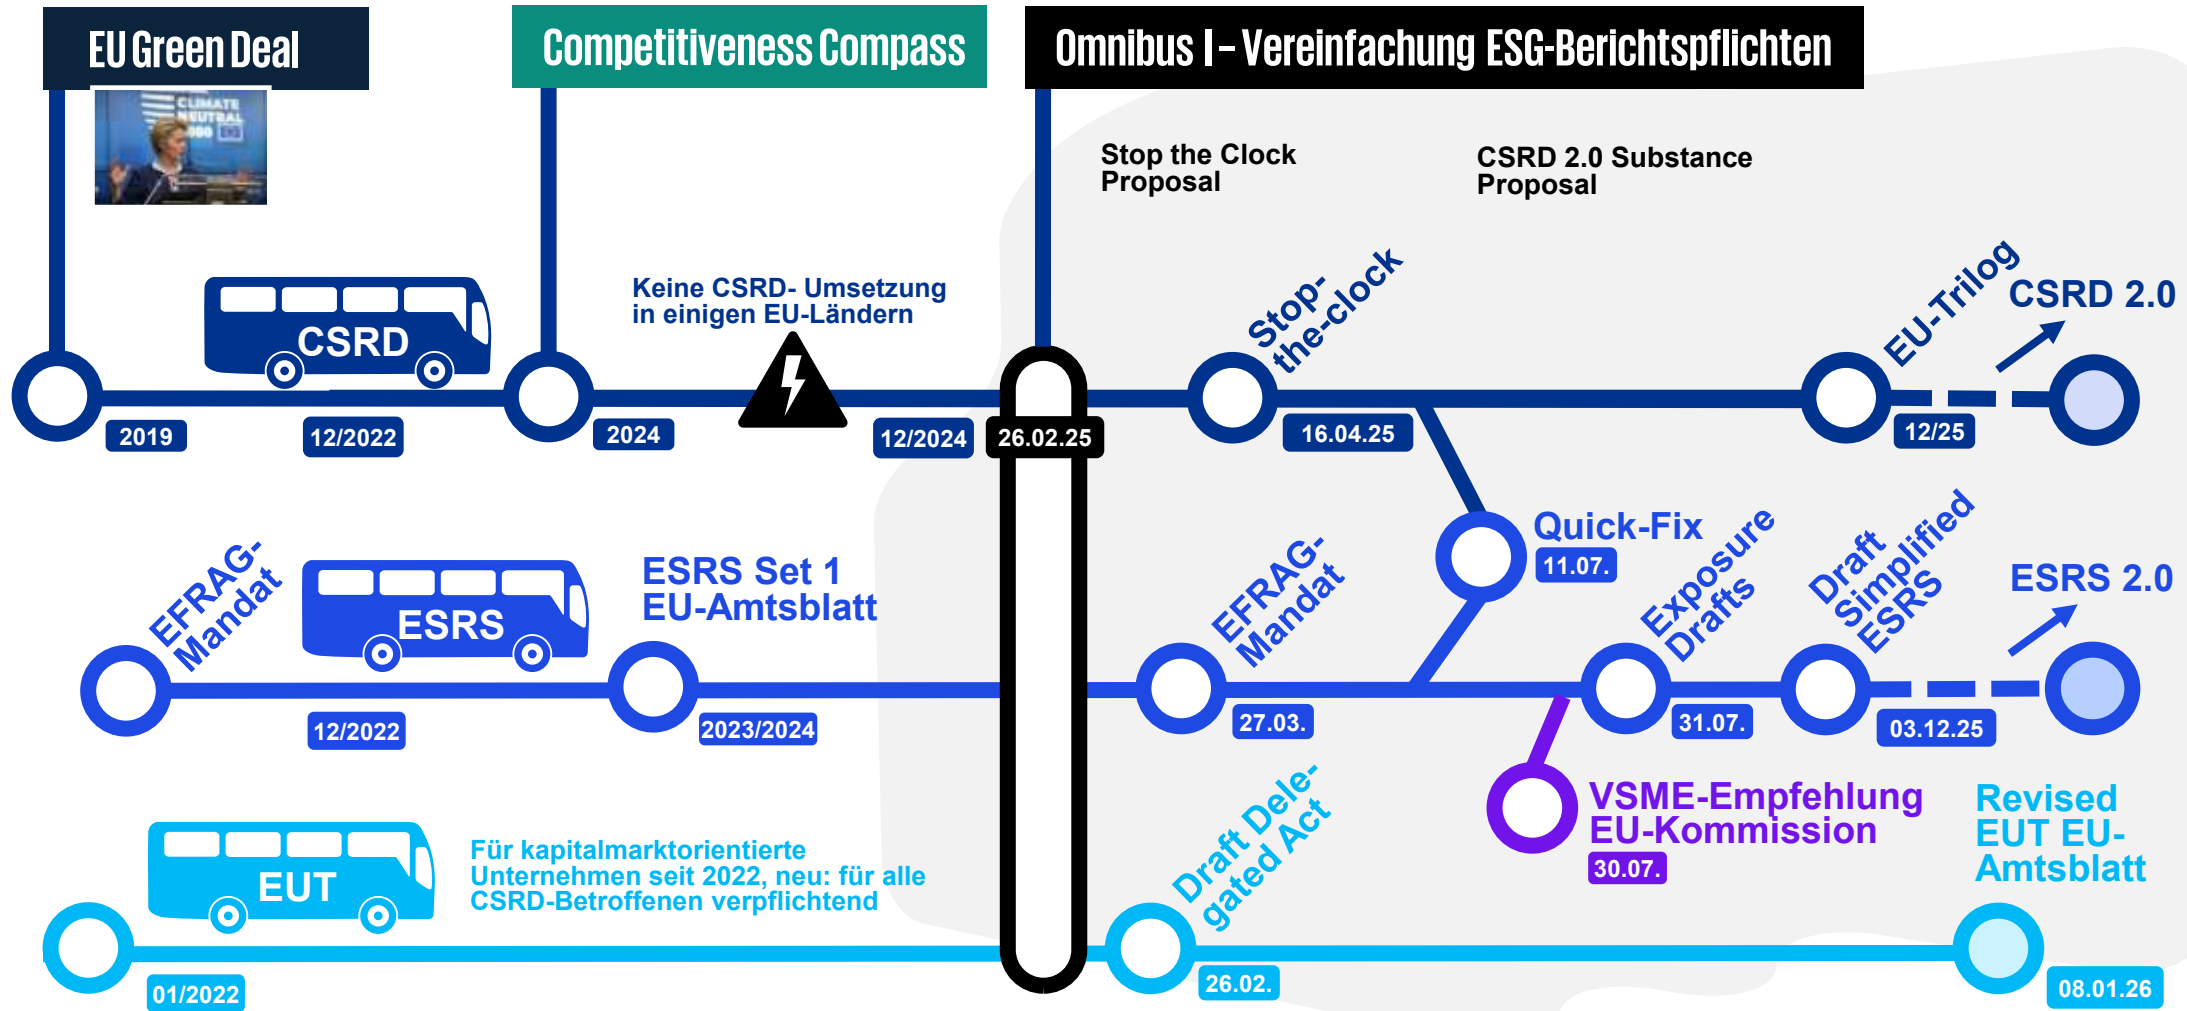 EU Green Deal
Competitiveness Compass
Omnibus I – Vereinfachung ESG-Berichtspflichten
CLIMATE
NEUTRAL
Stop the Clock
Proposal
CSRD 2.0 Substance
Proposal
CSRD
Keine CSRD- Umsetzung
in einigen EU-Ländern
Stop-
the-clock
EU-Trilog
CSRD 2.0
2019
12/2022
2024
12/2024
26.02.25
16.04.25
12/25
EFRAG-
Mandat
ESRS
ESRS Set 1
EU-Amtsblatt
EFRAG-
Mandat
Quick-Fix
11.07.
Exposure
Drafts
Draft
Simplified
ESRS
ESRS 2.0
12/2022
2023/2024
27.03.
31.07.
03.12.25
EUT
Für kapitalmarktorientierte
Unternehmen seit 2022, neu: für alle
CSRD-Betroffenen verpflichtend
Draft Dele-
gated Act
VSME-Empfehlung
EU-Kommission
30.07.
Revised
EUT EU-
Amtsblatt
01/2022
26.02.
08.01.26